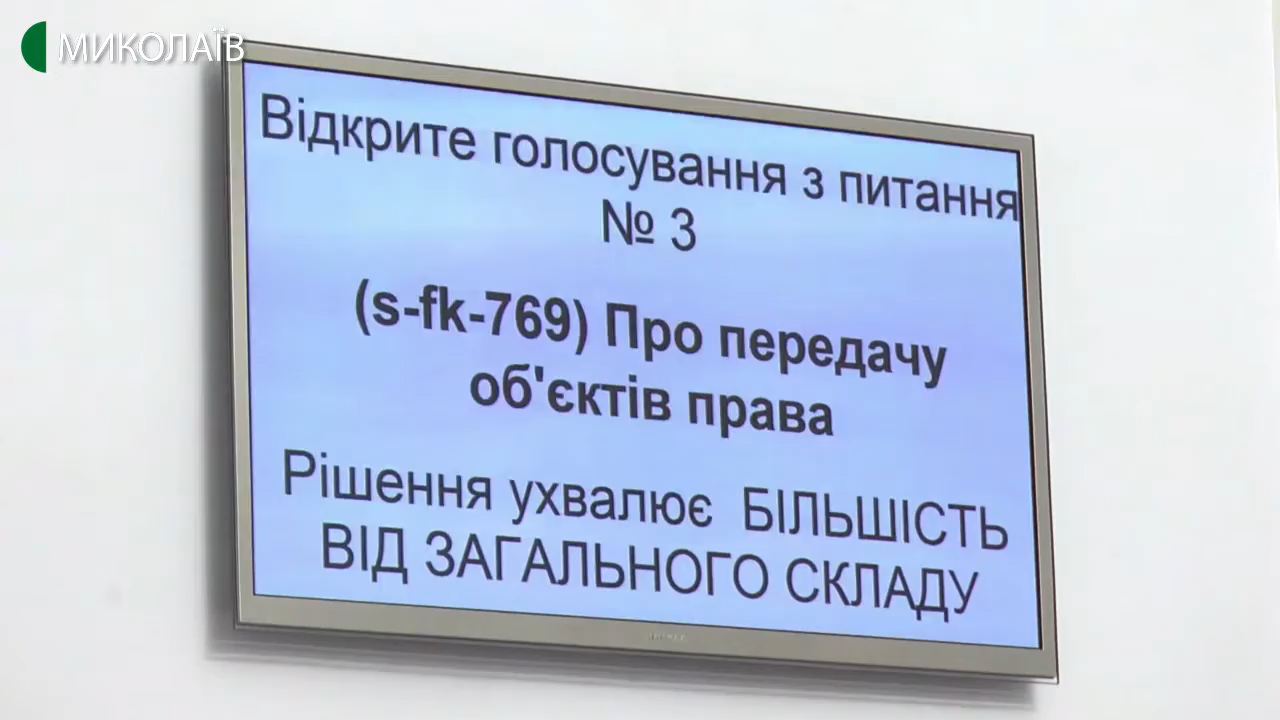 МИКОЛАЇВ
Відкрите голосування з питання
№ 3
(s-fk-769) Про передачу
об'єктів права
Рішення ухвалює БІЛЬШІСТЬ
ВІД ЗАГАЛЬНОГО СКЛАДУ